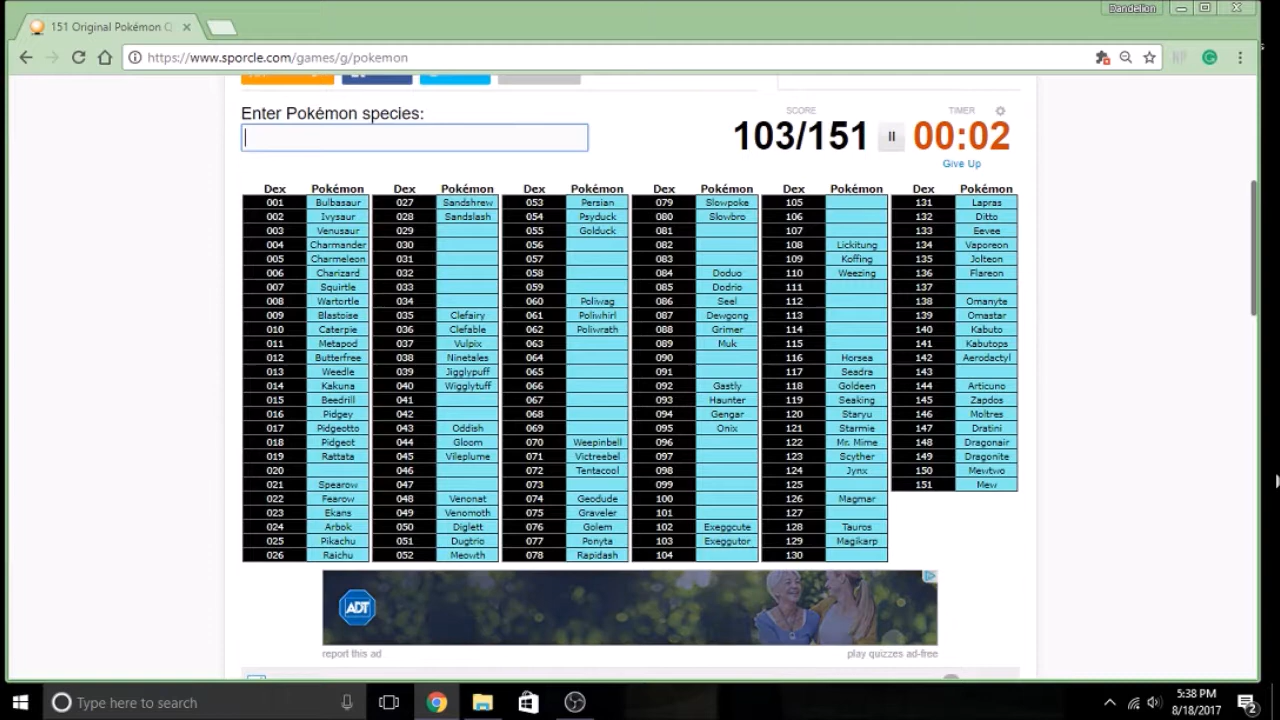 Dandelion
151 Original Pokémon Q
https://www.sporcle.com/games/g/pokemon
Enter Pokémon species:
SCORE TIMER
103/151 00:02
Give Up
Dex Pokémon Dex Pokémon Dex Pokémon Dex Pokémon Dex Pokémon Dex Pokémon
001 Bulbasaur 027 Sandshrew 053 Persian 079 Slowpoke 105 131 Lapras
002 Ivysaur 028 Sandslash 054 Psyduck 080 Slowbro 106 132 Ditto
003 Venusaur 029 055 Golduck 081 107 133 Eevee
004 Charmander 030 056 082 108 Lickitung 134 Vaporeon
005 Charmeleon 031 057 083 109 Koffing 135 Jolteon
006 Charizard 032 058 084 Doduo 110 Weezing 136 Flareon
007 Squirtle 033 059 085 Dodrio 111 137
008 Wartortle 034 060 Poliwag 086 Seel 112 138 Omanyte
009 Blastoise 035 Clefairy 061 Poliwhirl 087 Dewgong 113 139 Omastar
010 Caterpie 036 Clefable 062 Poliwrath 088 Grimer 114 140 Kabuto
011 Metapod 037 Vulpix 063 089 Muk 115 141 Kabutops
012 Butterfree 038 Ninetales 064 090 116 Horsea 142 Aerodactyl
013 Weedle 039 Jigglypuff 065 091 117 Seadra 143
014 Kakuna 040 Wigglytuff 066 092 Gastly 118 Goldeen 144 Articuno
015 Beedrill 041 067 093 Haunter 119 Seaking 145 Zapdos
016 Pidgey 042 068 094 Gengar 120 Staryu 146 Moltres
017 Pidgeotto 043 Oddish 069 095 Onix 121 Starmie 147 Dratini
018 Pidgeot 044 Gloom 070 Weepinbell 096 122 Mr. Mime 148 Dragonair
019 Rattata 045 Vileplume 071 Victreebel 097 123 Scyther 149 Dragonite
020 046 072 Tentacool 098 124 Jynx 150 Mewtwo
021 Spearow 047 073 099 125 151 Mew
022 Fearow 048 Venonat 074 Geodude 100 126 Magmar
023 Ekans 049 Venomoth 075 Graveler 101 127
024 Arbok 050 Diglett 076 Golem 102 Exeggcute 128 Tauros
025 Pikachu 051 Dugtrio 077 Ponyta 103 Exeggutor 129 Magikarp
026 Raichu 052 Meowth 078 Rapidash 104 130
ADT
report this ad play quizzes ad-free
Type here to search
5:38 PM
8/18/2017
2